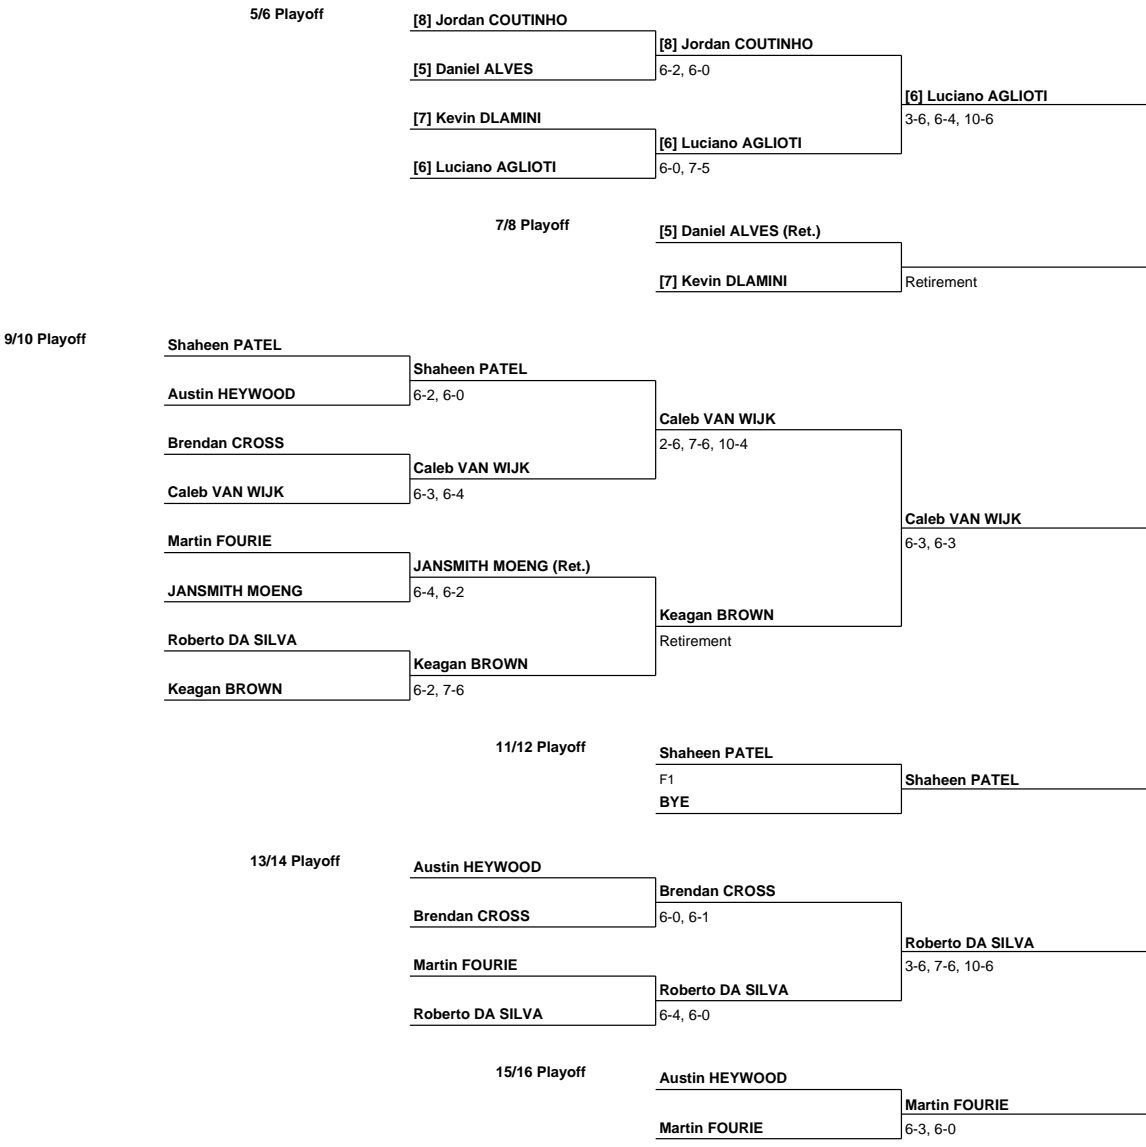 5/6 Playoff
[8] Jordan COUTINHO
[8] Jordan COUTINHO
[5] Daniel ALVES
6-2, 6-0
[6] Luciano AGLIOTI
[7] Kevin DLAMINI
3-6, 6-4, 10-6
[6] Luciano AGLIOTI
[6] Luciano AGLIOTI
6-0, 7-5
7/8 Playoff
[5] Daniel ALVES (Ret.)
[7] Kevin DLAMINI
Retirement
9/10 Playoff
Shaheen PATEL
Shaheen PATEL
Austin HEYWOOD
6-2, 6-0
Caleb VAN WIJK
Brendan CROSS
2-6, 7-6, 10-4
Caleb VAN WIJK
Caleb VAN WIJK
6-3, 6-4
Caleb VAN WIJK
Martin FOURIE
6-3, 6-3
JANSMITH MOENG (Ret.)
JANSMITH MOENG
6-4, 6-2
Keagan BROWN
Roberto DA SILVA
Retirement
Keagan BROWN
Keagan BROWN
6-2, 7-6
11/12 Playoff
Shaheen PATEL
F1
Shaheen PATEL
BYE
13/14 Playoff
Austin HEYWOOD
Brendan CROSS
Brendan CROSS
6-0, 6-1
Roberto DA SILVA
Martin FOURIE
3-6, 7-6, 10-6
Roberto DA SILVA
Roberto DA SILVA
6-4, 6-0
15/16 Playoff
Austin HEYWOOD
Martin FOURIE
Martin FOURIE
6-3, 6-0